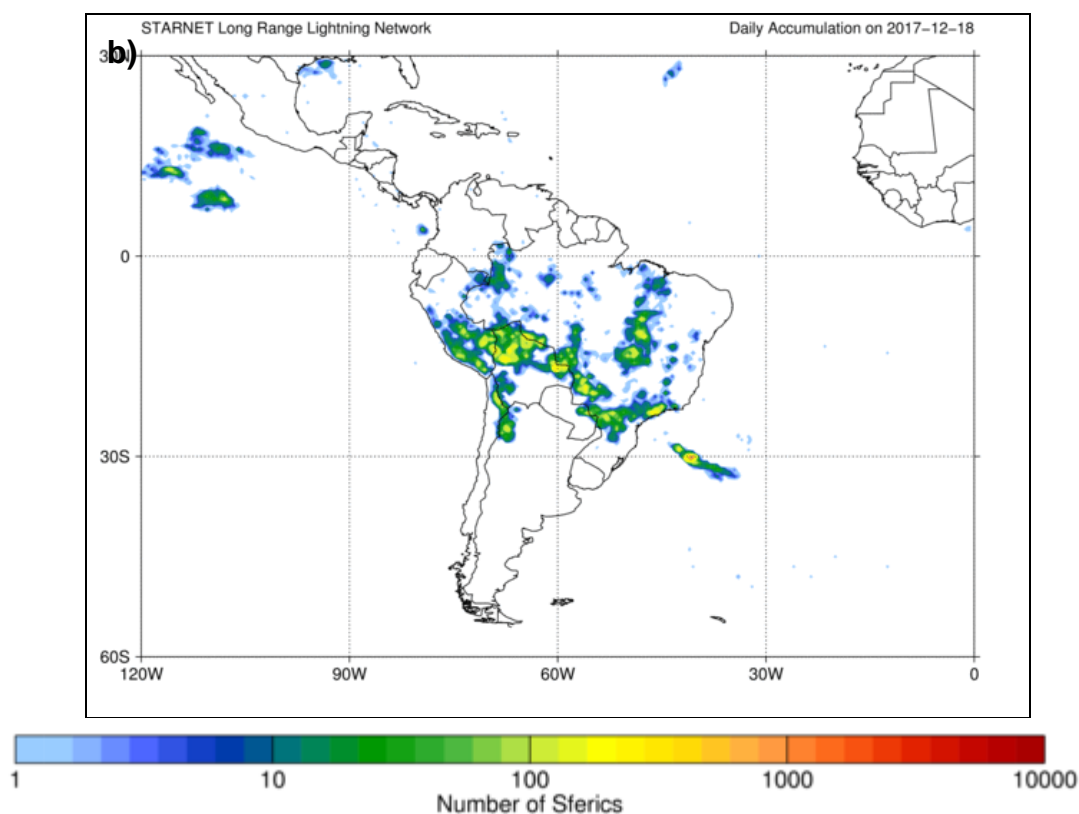 STARNET Long Range Lightning Network Daily Accumulation on 2017−12−18
b)
30N
0
30S
60S
120W 90W 60W 30W 0
1 10 100 1000 10000
Number of Sferics